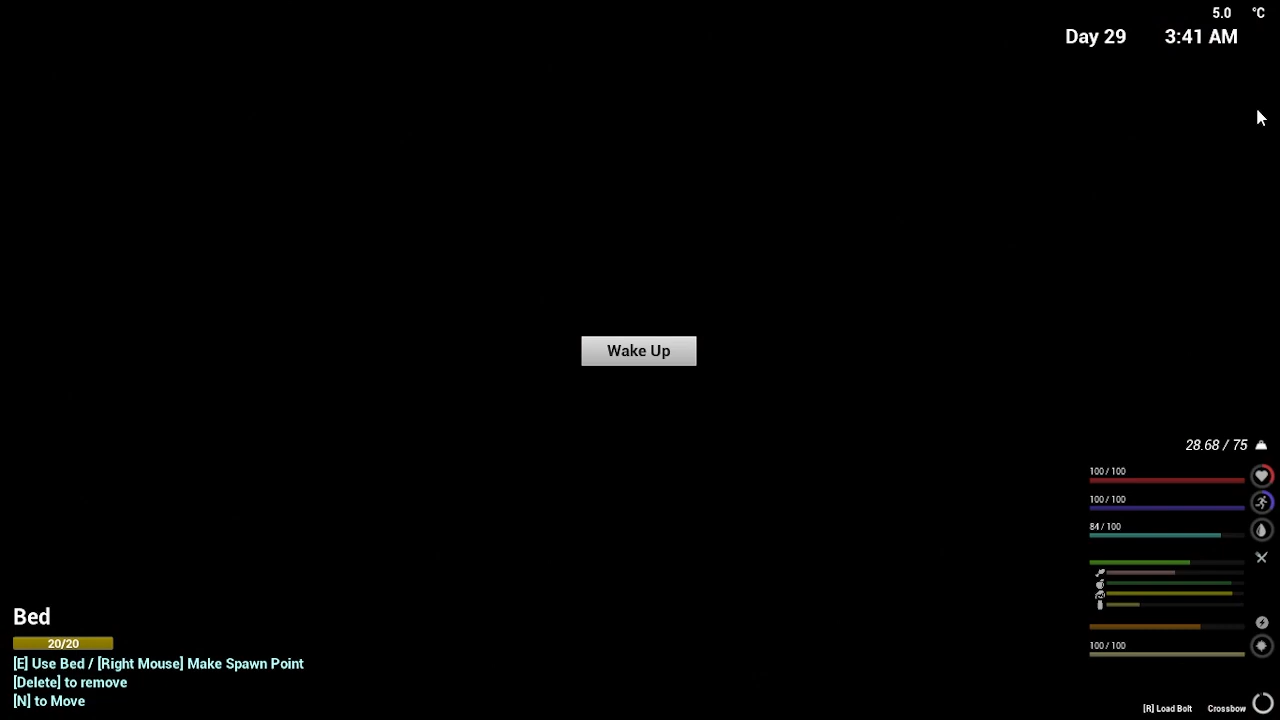 5.0 °C
Day 29 3:41 AM
Wake Up
28.68 / 75
100 / 100
100 / 100
84 / 100
100 / 100
Bed
20/20
[E] Use Bed / [Right Mouse] Make Spawn Point
[Delete] to remove
[N] to Move
[R] Load Bolt Crossbow